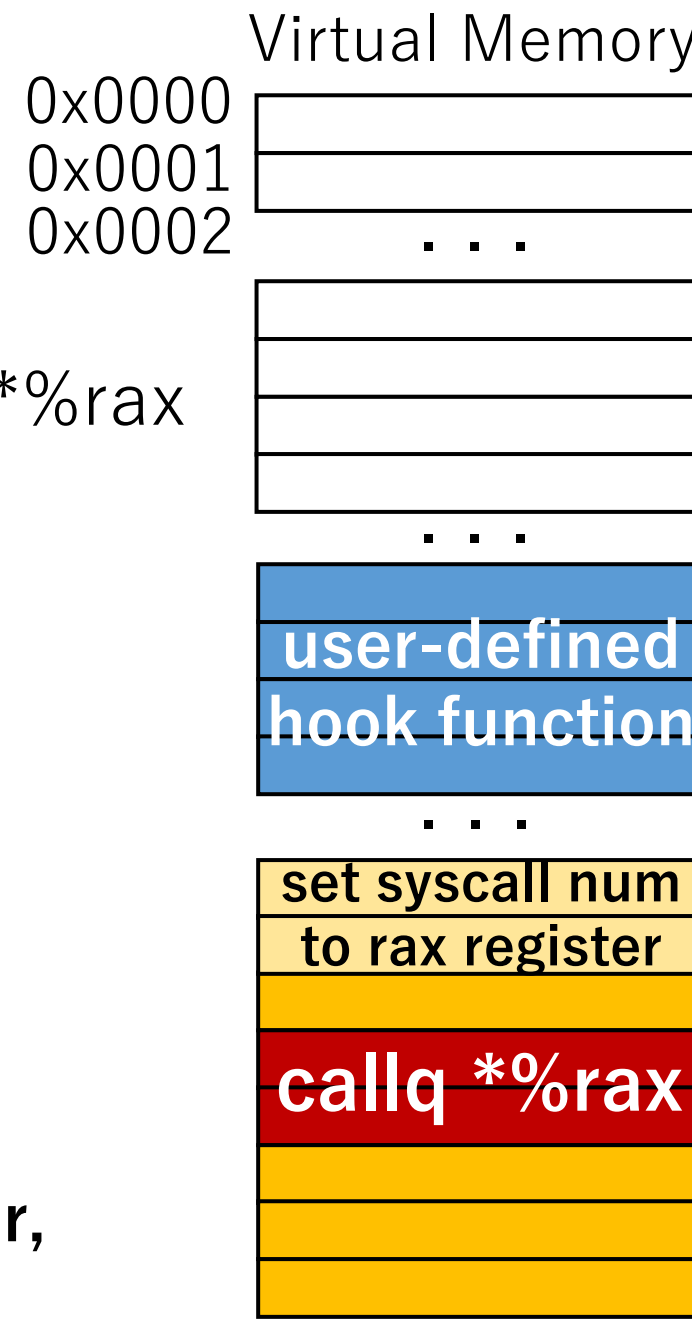 Virtual Memory
0x0000
0x0001
0x0002
. . .
*%rax
. . .
user-defined
hook function
. . .
set syscall num
to rax register
callq *%rax
r,